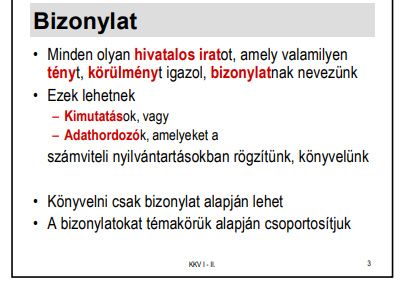 Bizonylat
• Minden olyan hivatalos iratot, amely valamilyen
tényt, körülményt igazol, bizonylatnak nevezünk
• Ezek lehetnek
– Kimutatások, vagy
– Adathordozók, amelyeket a
számviteli nyilvántartásokban rögzítünk, könyvelünk
• Könyvelni csak bizonylat alapján lehet
• A bizonylatokat témakörük alapján csoportosítjuk
KKV I - II.
3